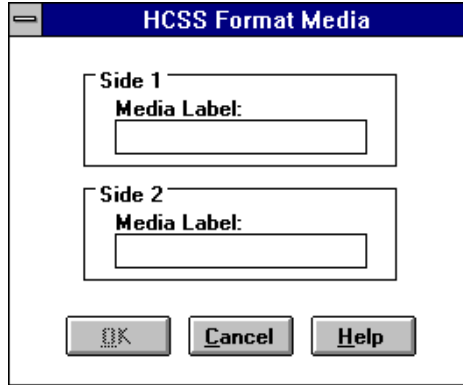 HCSS Format Media
Side 1
Media Label:
Side 2
Media Label:
OK Cancel Help